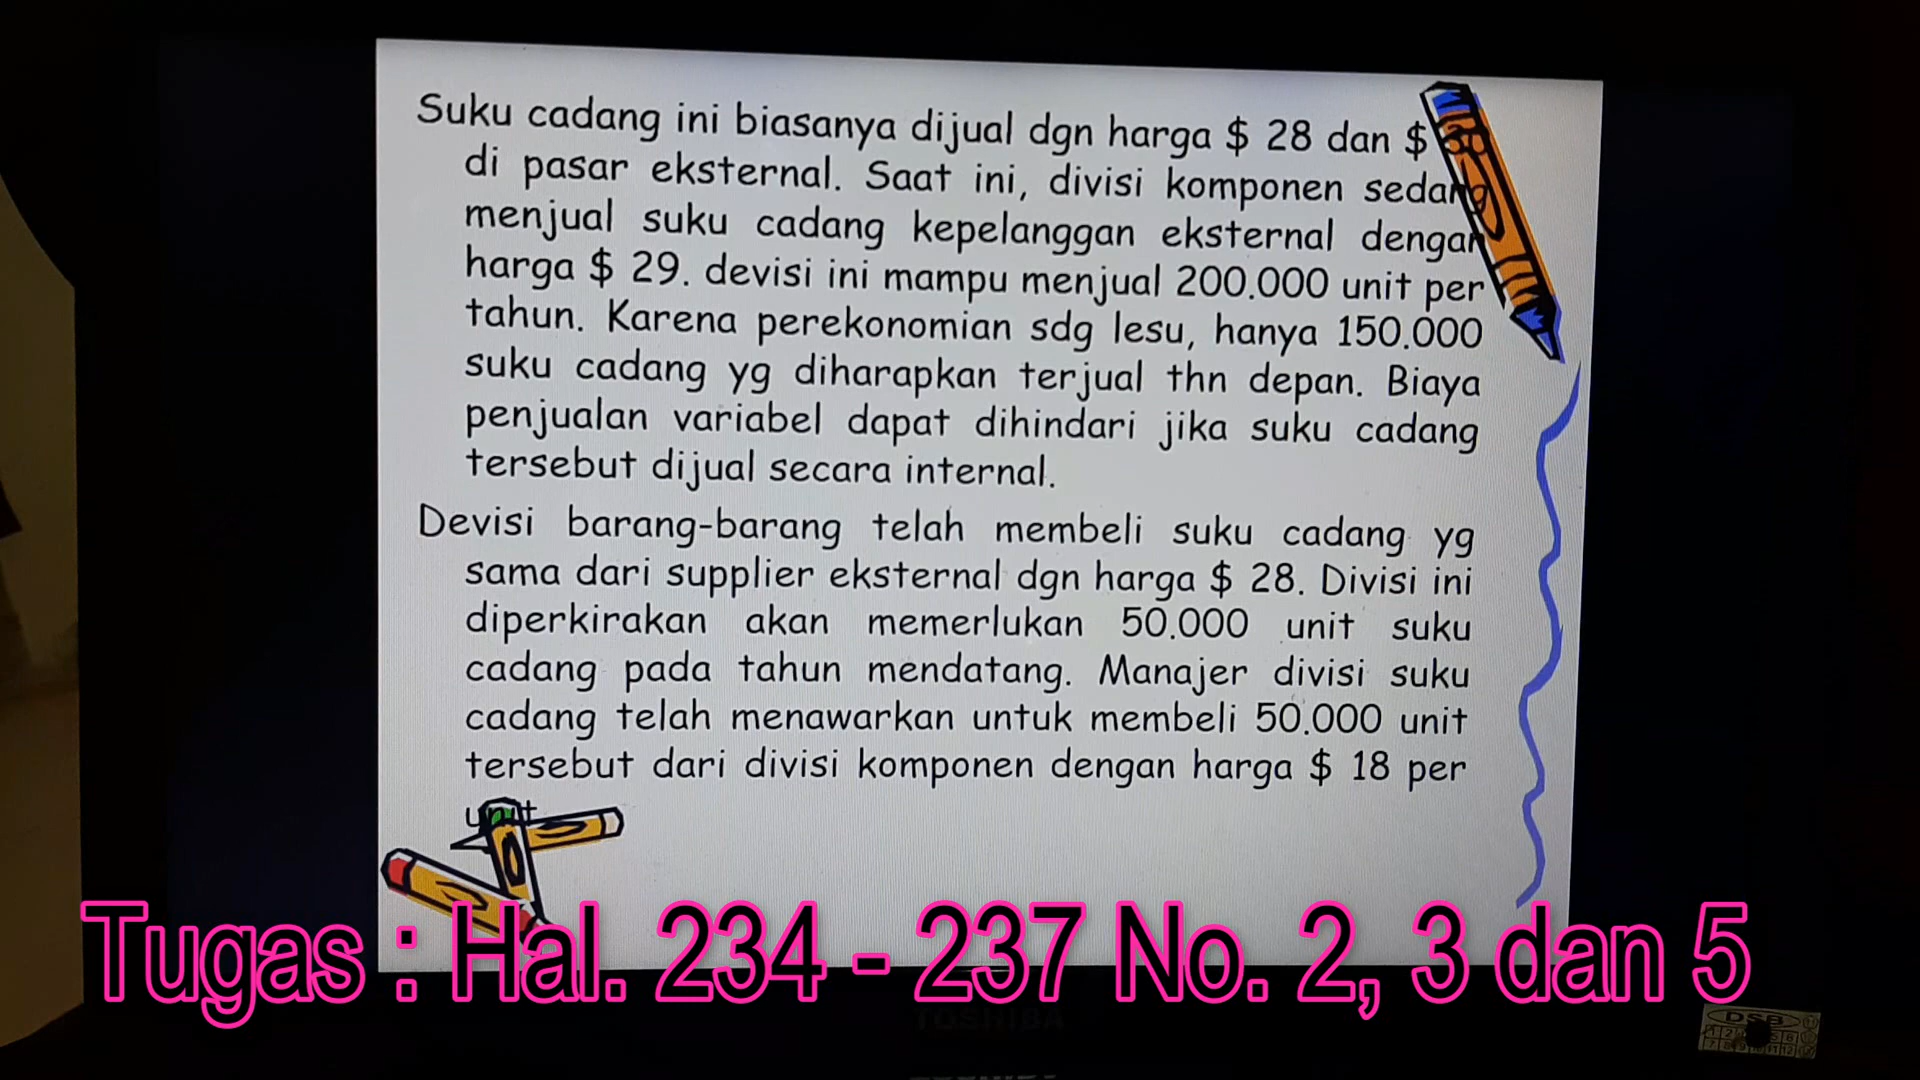 Suku cadang ini biasanya dijual dgn harga $ 28 dan $ 30
di pasar eksternal. Saat ini, divisi komponen sedang
menjual suku cadang kepelanggan eksternal dengan
harga $ 29. devisi ini mampu menjual 200.000 unit per
tahun. Karena perekonomian sdg lesu, hanya 150.000
suku cadang yg diharapkan terjual thn depan. Biaya
penjualan variabel dapat dihindari jika suku cadang
tersebut dijual secara internal.
Devisi barang-barang telah membeli suku cadang yg
sama dari supplier eksternal dgn harga $ 28. Divisi ini
diperkirakan akan memerlukan 50.000 unit suku
cadang pada tahun mendatang. Manajer divisi suku
cadang telah menawarkan untuk membeli 50.000 unit
tersebut dari divisi komponen dengan harga $ 18 per
unit
Tugas : Hal. 234 - 237 No. 2, 3 dan 5
TOSHIBA
DSB